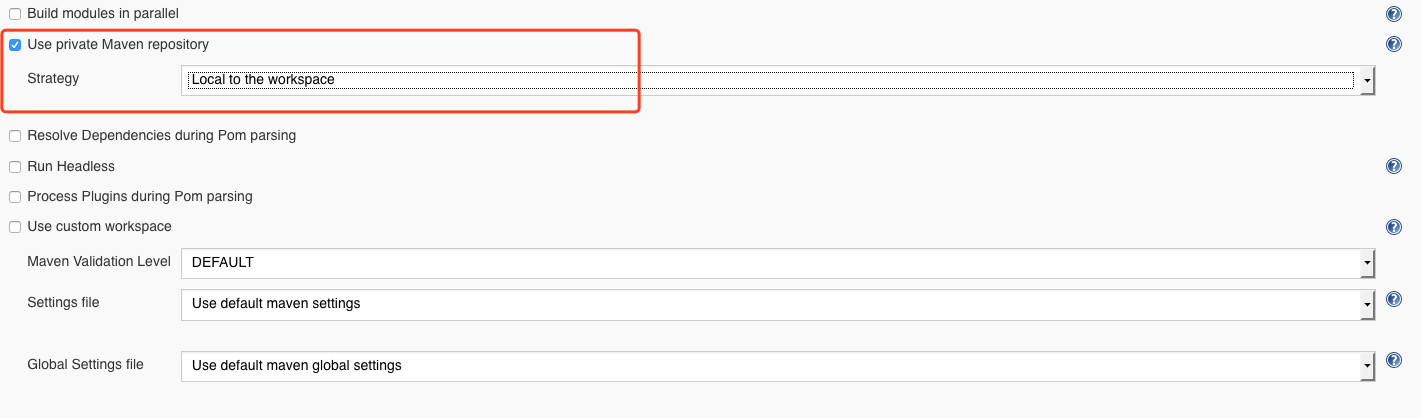 Build modules in parallel
Use private Maven repository
Strategy
Local to the workspace
Resolve Dependencies during Pom parsing
Run Headless
Process Plugins during Pom parsing
Use custom workspace
Maven Validation Level
DEFAULT
Settings file
Use default maven settings
Global Settings file
Use default maven global settings